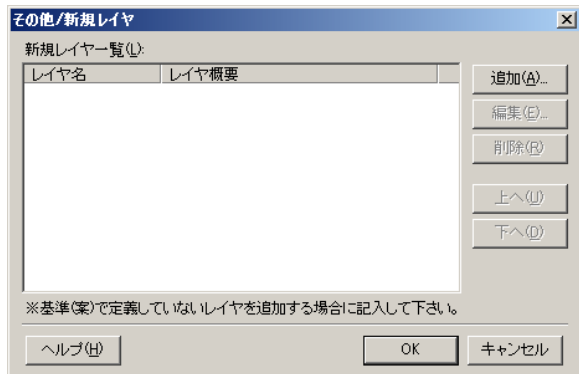 その他/新規レイヤ
新規レイヤ一覧(L):
レイヤ名 レイヤ概要
追加(A)...
編集(E)...
削除(R)
上へ(U)
下へ(D)
※基準(案)で定義していないレイヤを追加する場合に記入して下さい。
ヘルプ(H) OK キャンセル